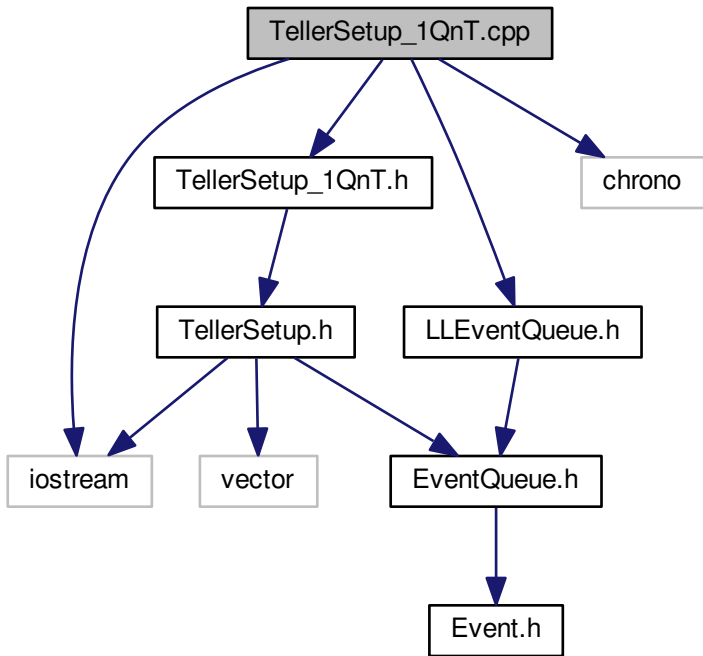 TellerSetup_1QnT.cpp
TellerSetup_1QnT.h
chrono
TellerSetup.h
LLEventQueue.h
iostream
vector
EventQueue.h
Event.h